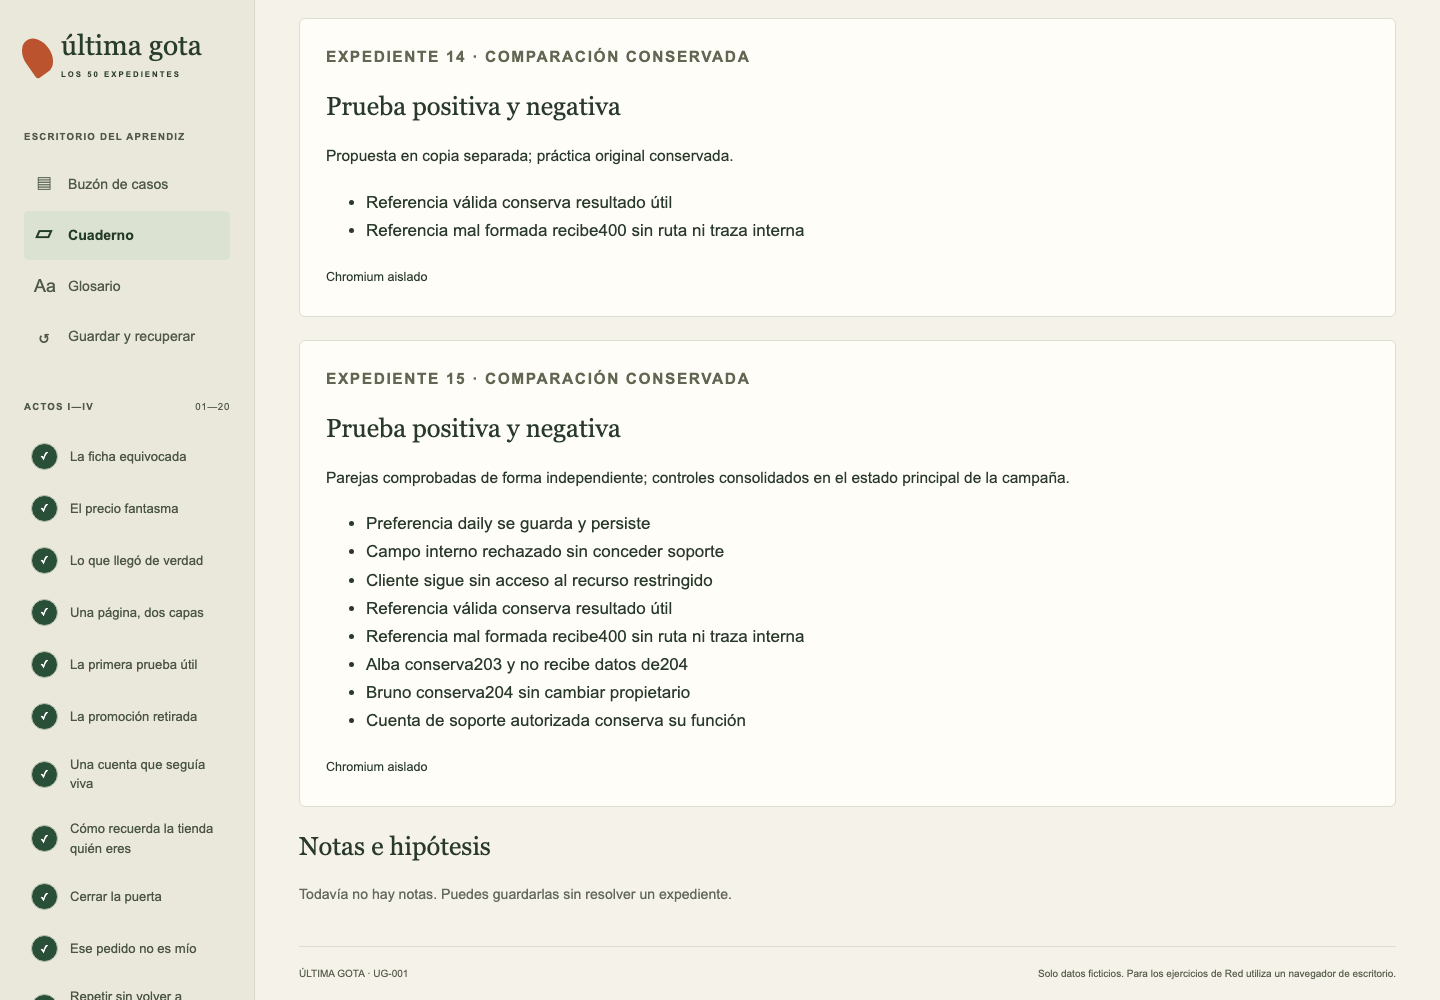 última gota
LOS 50 EXPEDIENTES
ESCRITORIO DEL APRENDIZ
Buzón de casos
Cuaderno
Aa Glosario
Guardar y recuperar
ACTOS I—IV 01—20
La ficha equivocada
El precio fantasma
Lo que llegó de verdad
Una página, dos capas
La primera prueba útil
La promoción retirada
Una cuenta que seguía
viva
Cómo recuerda la tienda
quién eres
Cerrar la puerta
Ese pedido no es mío
Repetir sin volver a
EXPEDIENTE 14 · COMPARACIÓN CONSERVADA
Prueba positiva y negativa
Propuesta en copia separada; práctica original conservada.
• Referencia válida conserva resultado útil
• Referencia mal formada recibe400 sin ruta ni traza interna
Chromium aislado
EXPEDIENTE 15 · COMPARACIÓN CONSERVADA
Prueba positiva y negativa
Parejas comprobadas de forma independiente; controles consolidados en el estado principal de la campaña.
• Preferencia daily se guarda y persiste
• Campo interno rechazado sin conceder soporte
• Cliente sigue sin acceso al recurso restringido
• Referencia válida conserva resultado útil
• Referencia mal formada recibe400 sin ruta ni traza interna
• Alba conserva203 y no recibe datos de204
• Bruno conserva204 sin cambiar propietario
• Cuenta de soporte autorizada conserva su función
Chromium aislado
Notas e hipótesis
Todavía no hay notas. Puedes guardarlas sin resolver un expediente.
ÚLTIMA GOTA · UG-001
Solo datos ficticios. Para los ejercicios de Red utiliza un navegador de escritorio.